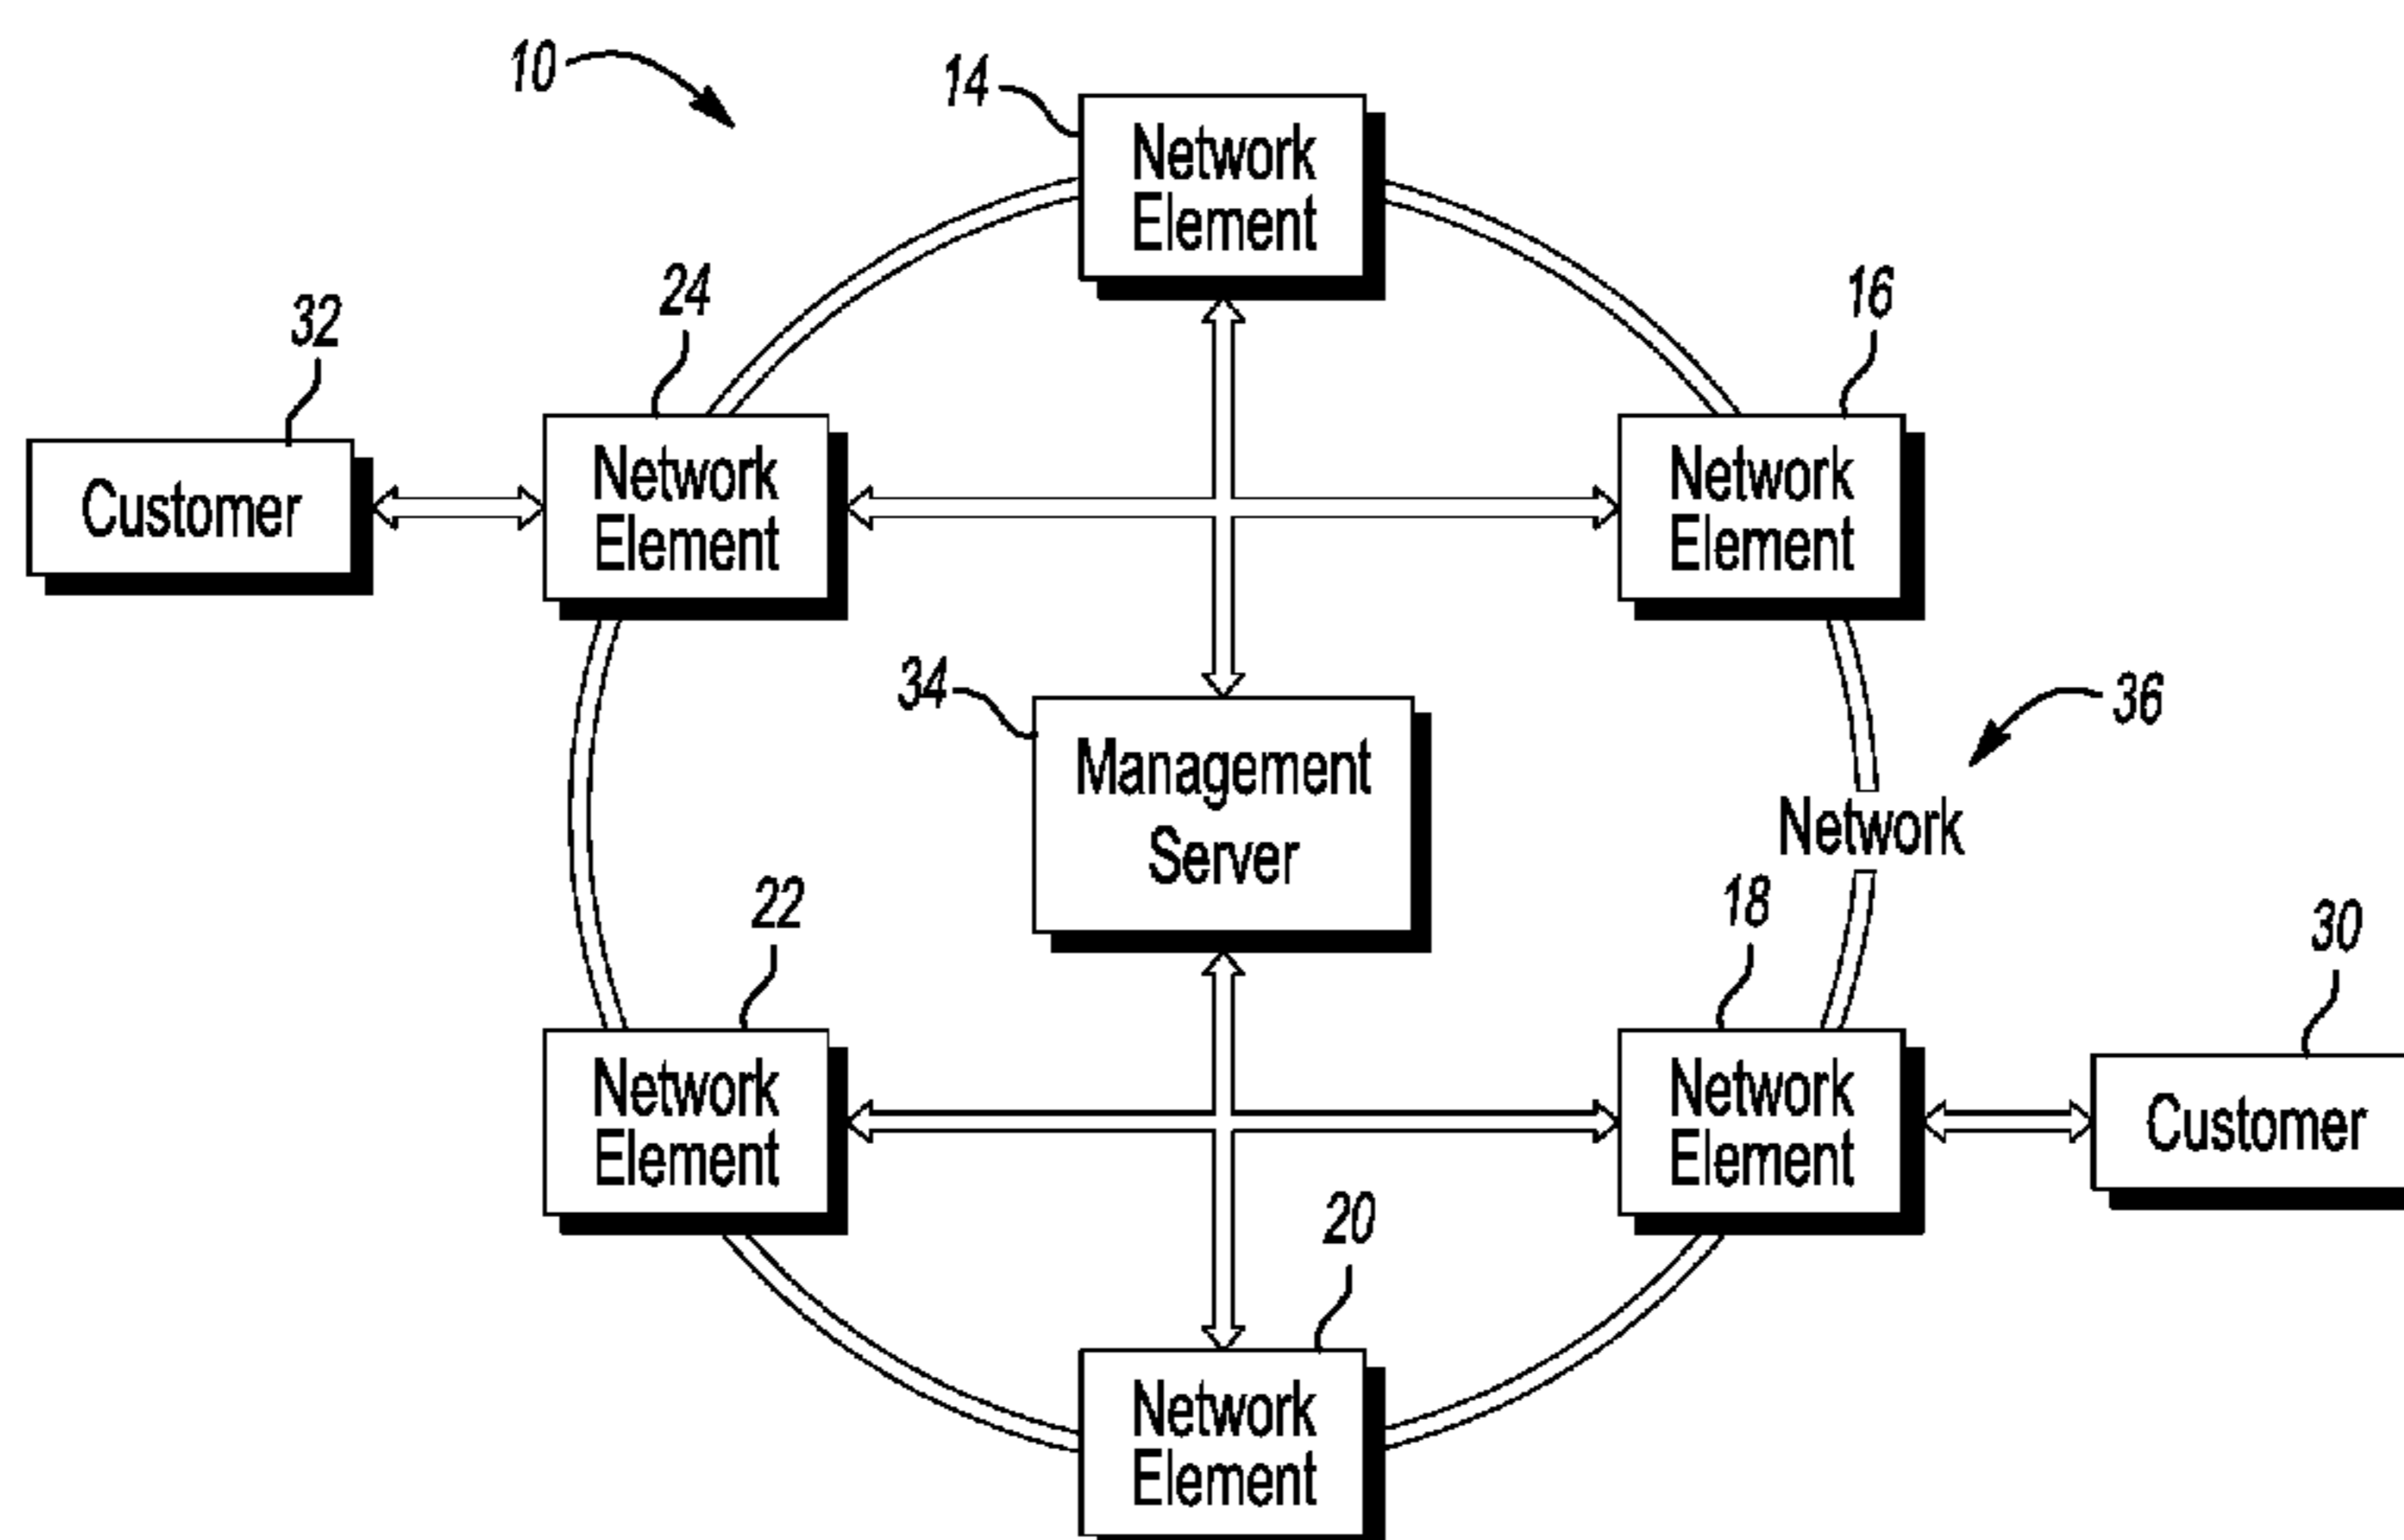 10
14
Network
Element
24
16
32
Network
Element
Network
Element
Customer
34
36
Management
Server
Network
22
18
30
Network
Element
Network
Element
Customer
20
Network
Element